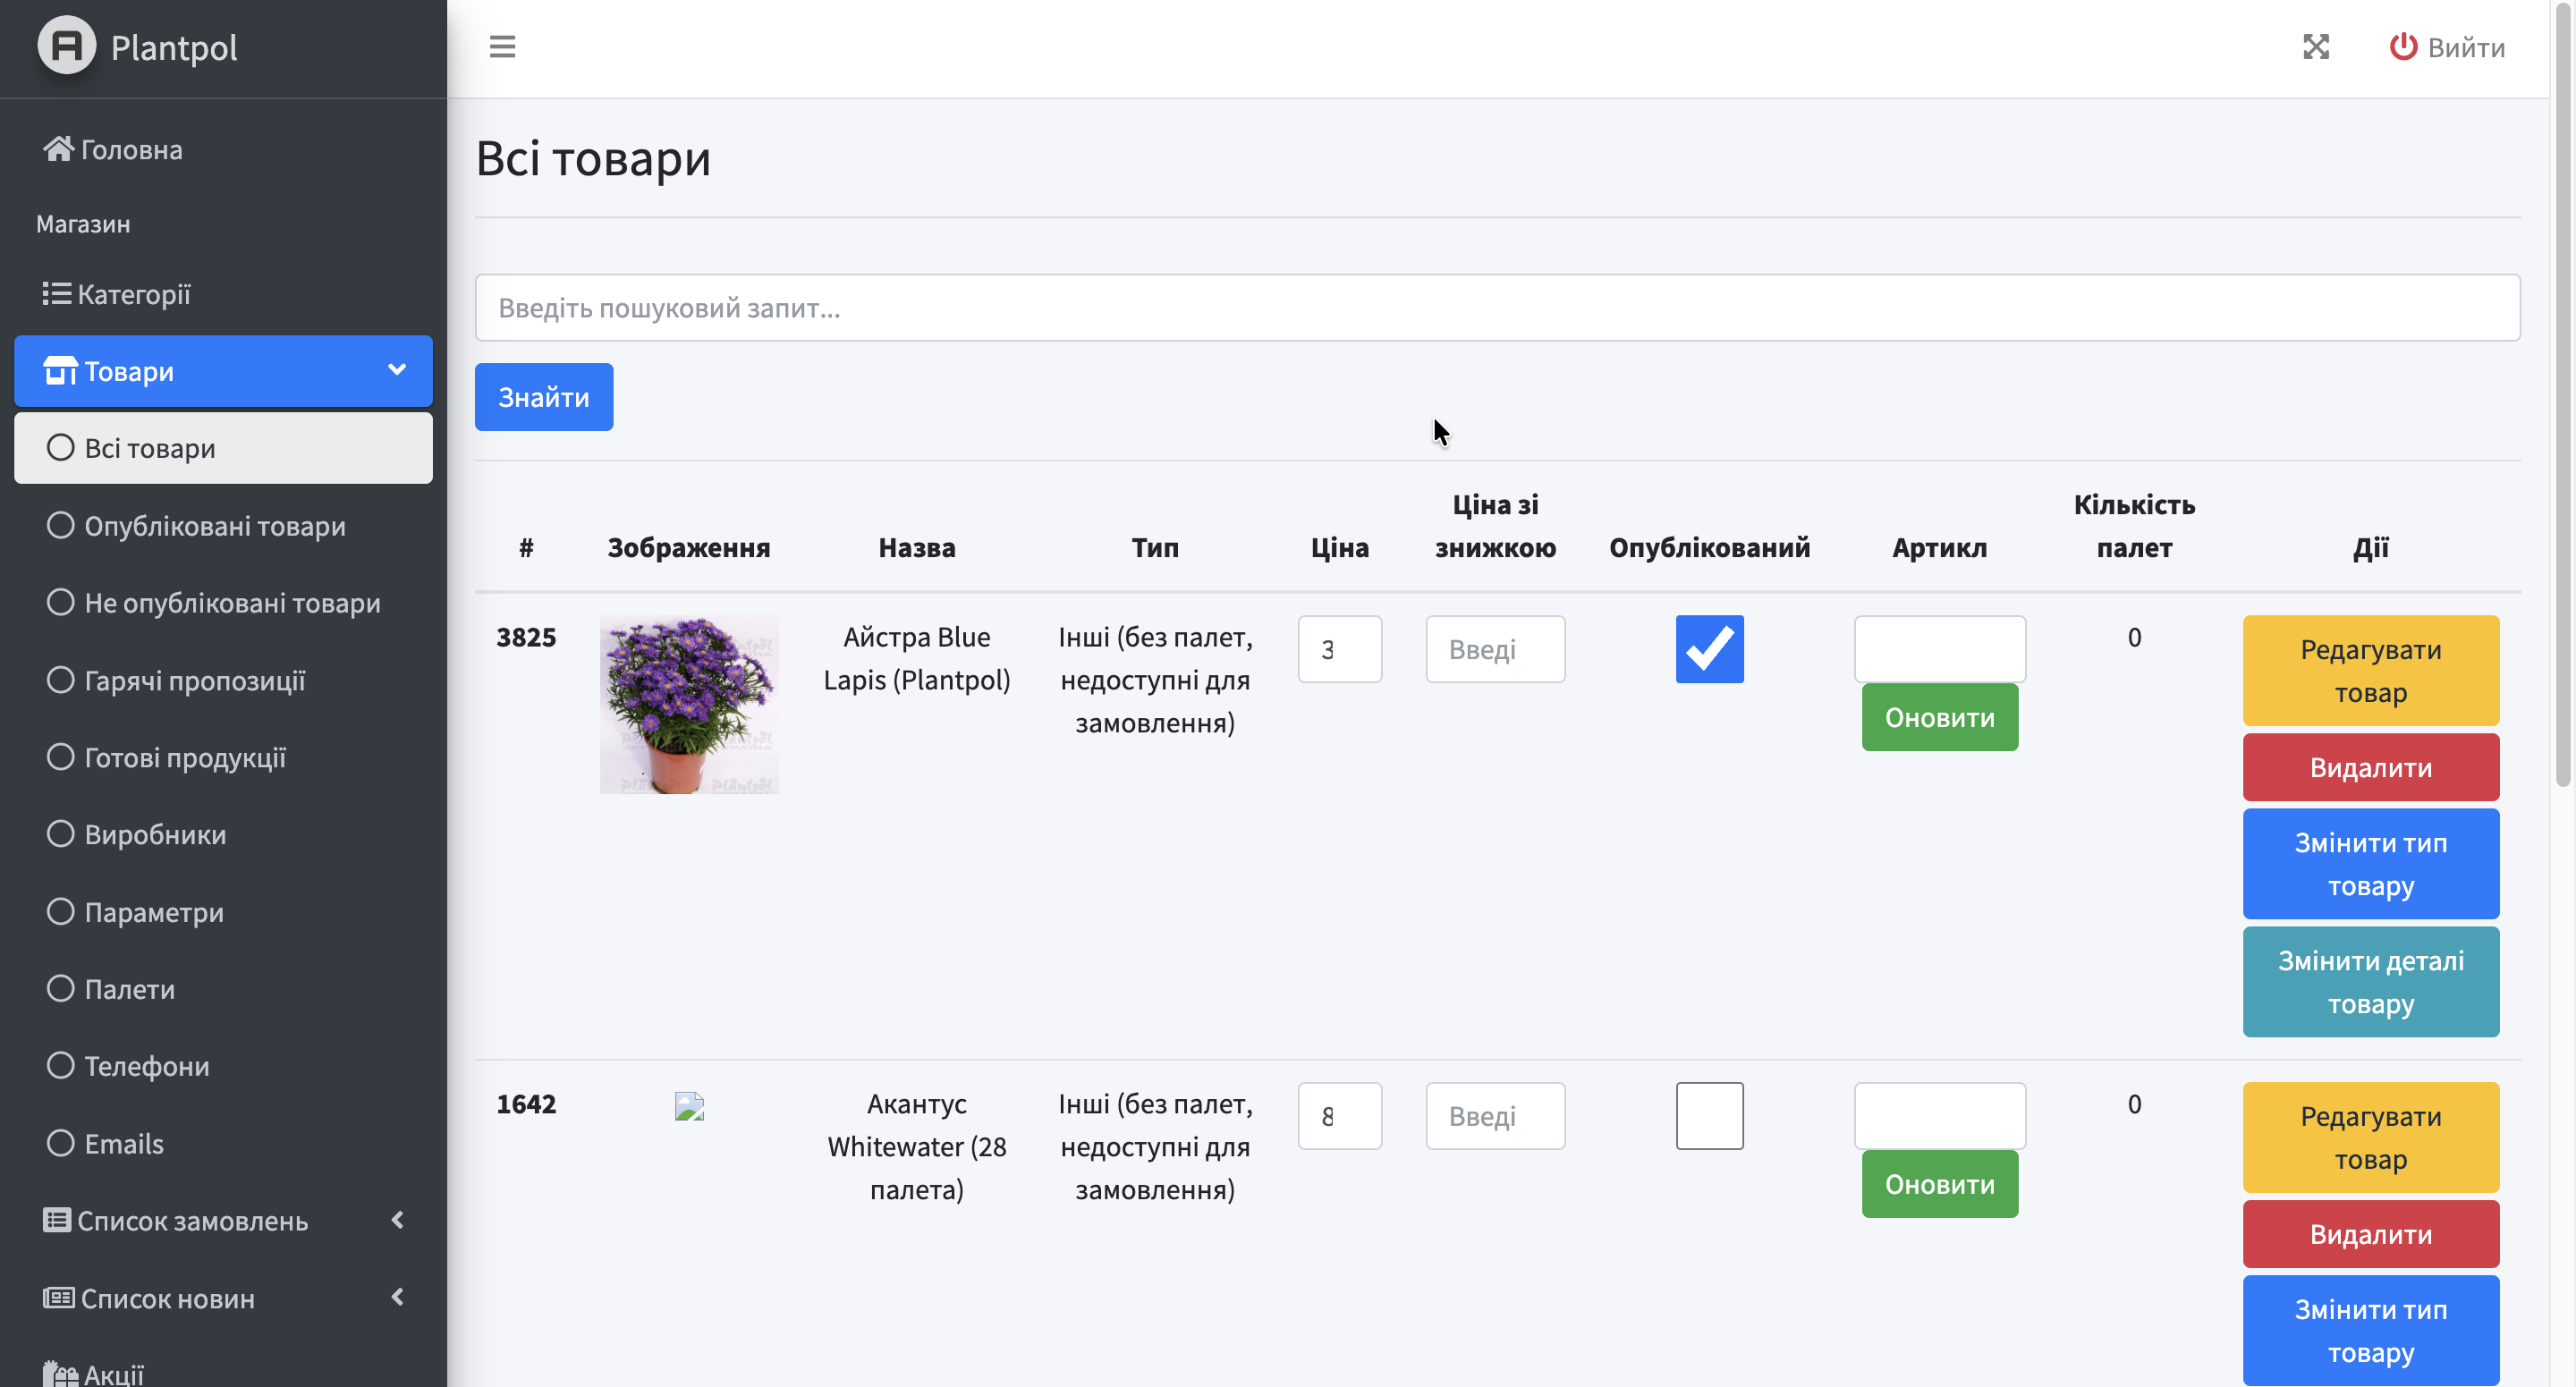 Plantpol
Вийти
Головна
Магазин
Категорії
Товари
Всі товари
Опубліковані товари
Не опубліковані товари
Гарячі пропозиції
Готові продукції
Виробники
Параметри
Палети
Телефони
Emails
Список замовлень
Список новин
Акції
Всі товари
Введіть пошуковий запит...
Знайти
#
Зображення
Назва
Тип
Ціна
Ціна зі
знижкою
Опублікований
Артикл
Кількість
палет
Дії
3825
Plantpol
Plantpol
Айстра Blue
Lapis (Plantpol)
Інші (без палет,
недоступні для
замовлення)
3
Введі
Оновити
0
Редагувати
товар
Видалити
Змінити тип
товару
Змінити деталі
товару
1642
Акантус
Whitewater (28
палета)
Інші (без палет,
недоступні для
замовлення)
8
Введі
Оновити
0
Редагувати
товар
Видалити
Змінити тип
товару